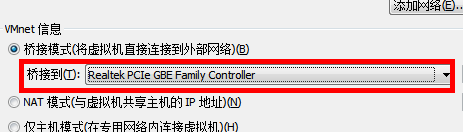 添加网络(E)...
VMnet 信息
桥接模式(将虚拟机直接连接到外部网络)(B)
桥接到(T): Realtek PCIe GBE Family Controller
NAT 模式(与虚拟机共享主机的 IP 地址)(N)
仅主机模式(在专用网络内连接虚拟机)(H)